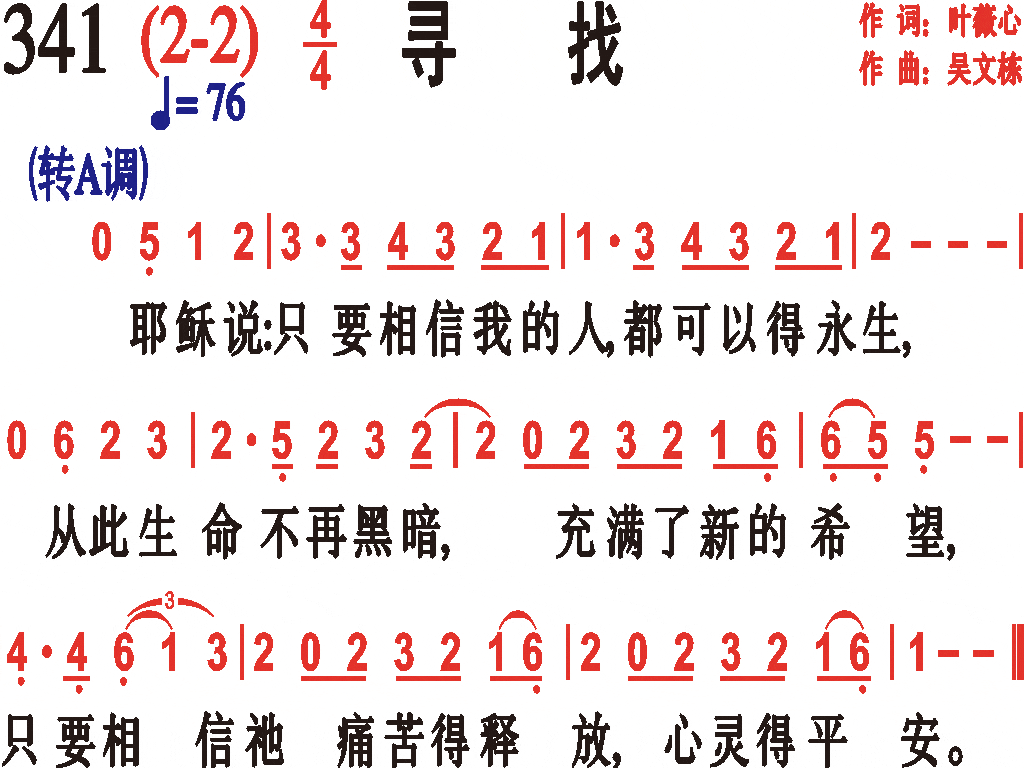 341 (2-2) 4/4 寻 找 作 词：叶薇心
♩=76 作 曲：吴文栋
(转A调)
0 5 1 2 | 3 · 3 4 3 2 1 | 1 · 3 4 3 2 1 | 2 - - - |
耶稣说:只 要相信我的人,都可以得永生,
0 6 2 3 | 2 · 5 2 3 2 | 2 0 2 3 2 1 6 | 6 5 5 - - |
从此生 命不再黑暗, 充满了新的 希 望,
3
4 · 4 6 1 3 | 2 0 2 3 2 1 6 | 2 0 2 3 2 1 6 | 1 - - ‖
只要相 信祂 痛苦得释 放, 心灵得平 安。